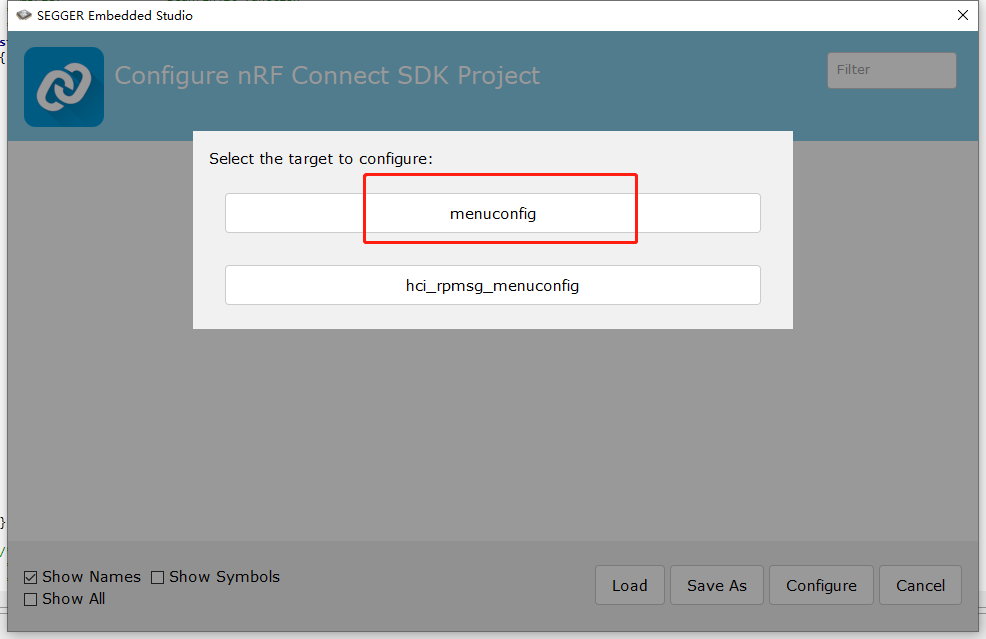 SEGGER Embedded Studio
Configure nRF Connect SDK Project
Filter
Select the target to configure:
menuconfig
hci_rpmsg_menuconfig
Show Names
Show Symbols
Show All
Load
Save As
Configure
Cancel